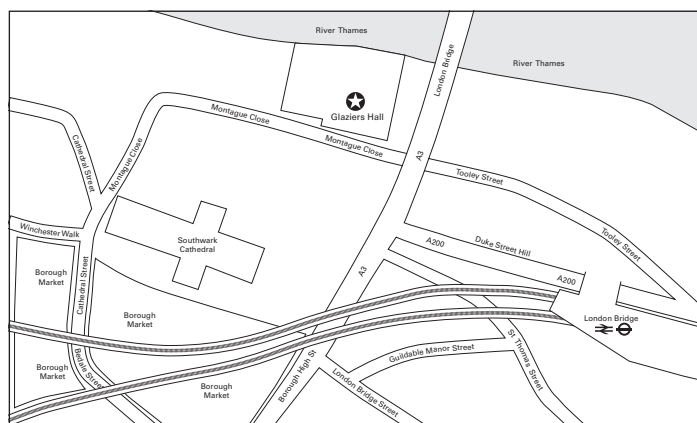 River Thames
London Bridge
River Thames
Glaziers Hall
Montague Close
Montague Close
Montague Close
Cathedral Street
A3
Tooley Street
Tooley Street
Winchester Walk
Southwark
Cathedral
A200
Duke Street Hill
A200
A3
Borough
Market
Cathedral Street
Borough
Market
London Bridge
St Thomas Street
Guildable Manor Street
Borough
Market
Bedale Street
Borough
Market
Borough High St
London Bridge Street